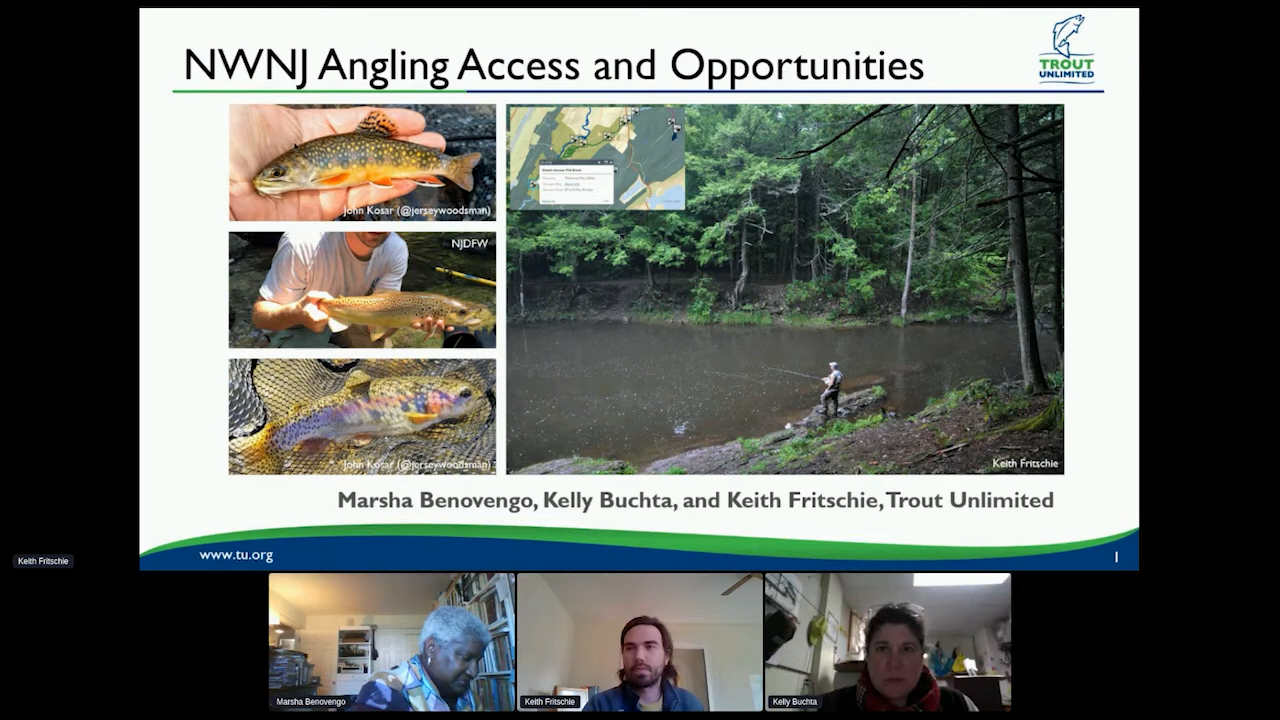 NWNJ Angling Access and Opportunities
TROUT
UNLIMITED
John Kosar (@jerseywoodsman)
NJDFW
John Kosar (@jerseywoodsman)
Keith Fritschie
Marsha Benovengo, Kelly Buchta, and Keith Fritschie, Trout Unlimited
www.tu.org
1
Keith Fritschie
Marsha Benovengo
Keith Fritschie
Kelly Buchta